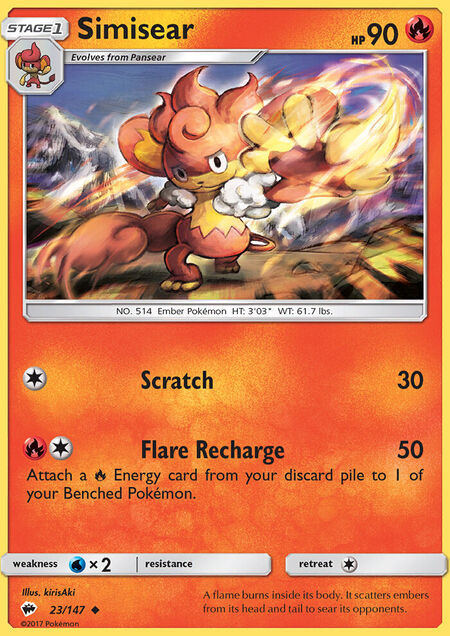 STAGE 1
Simisear
HP 90
Evolves from Pansear
NO. 514 Ember Pokémon HT: 3'03" WT: 61.7 lbs.
Scratch 30
Flare Recharge 50
Attach a Energy card from your discard pile to 1 of
your Benched Pokémon.
weakness ×2 resistance retreat
Illus. kirisAki
23/147
©2017 Pokémon
A flame burns inside its body. It scatters embers
from its head and tail to sear its opponents.